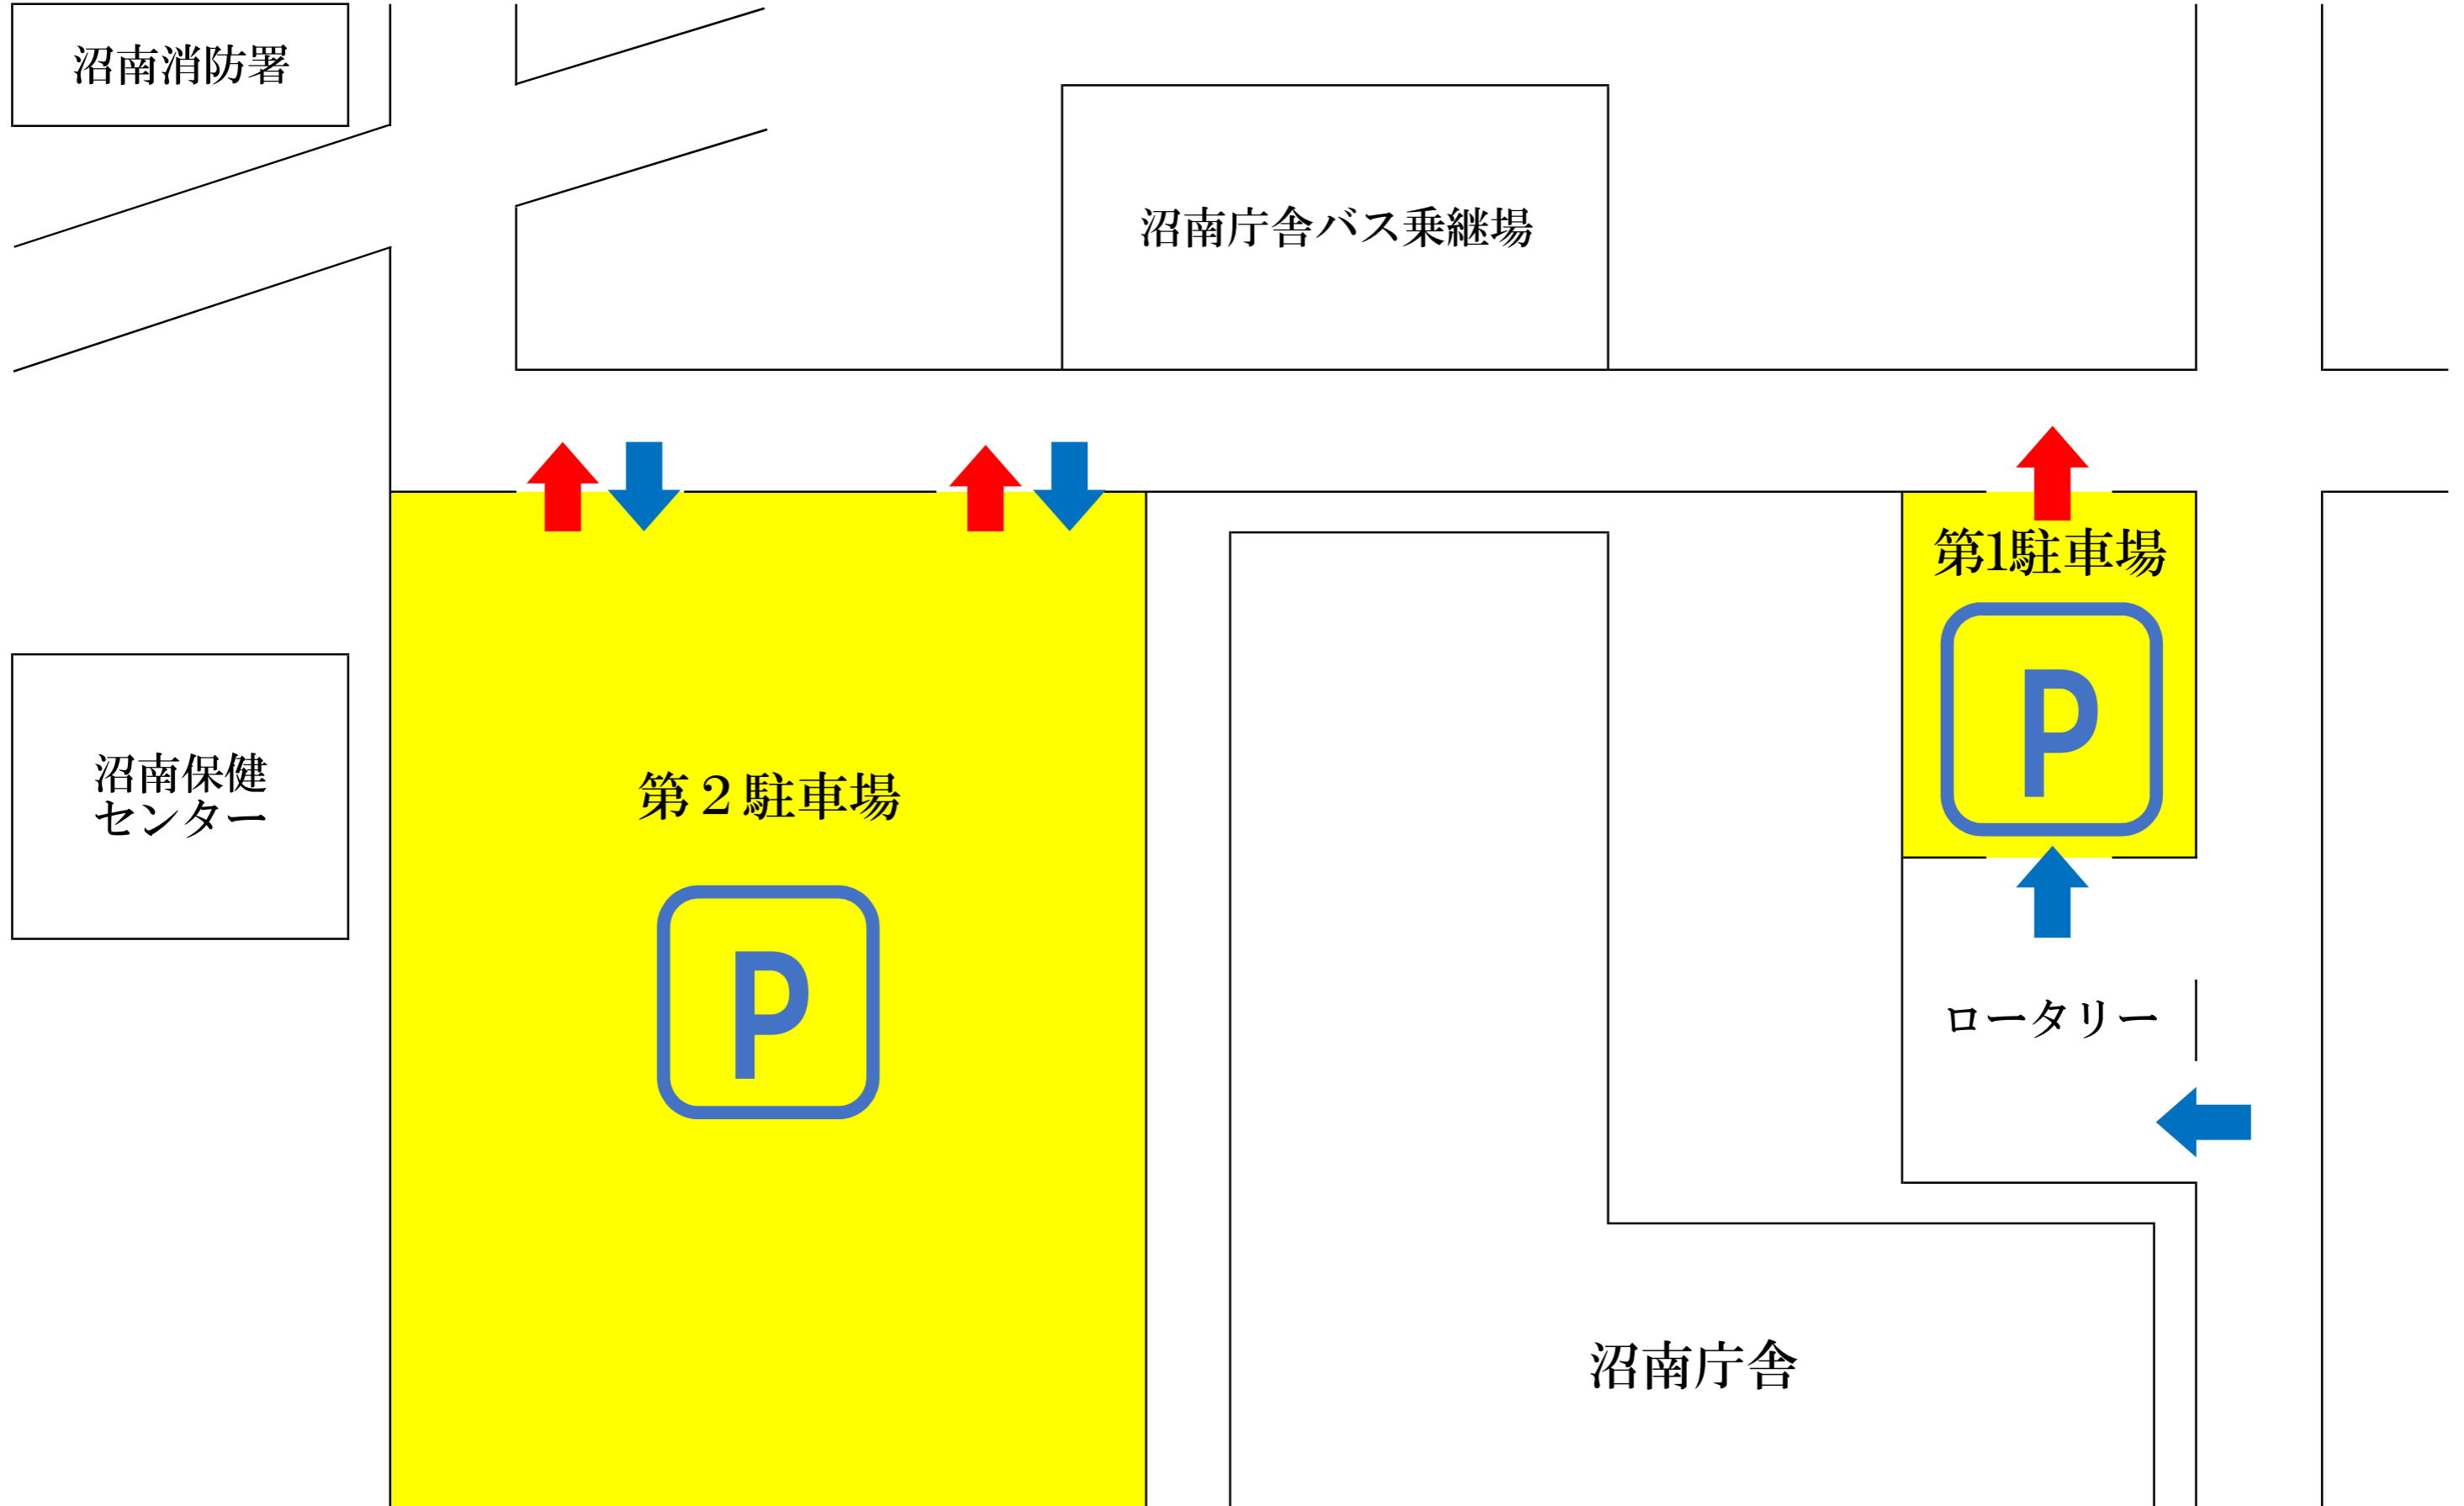 沼南消防署
沼南庁舎バス乗継場
第1駐車場
P
沼南保健
センター
第２駐車場
P
ロータリー
沼南庁舎